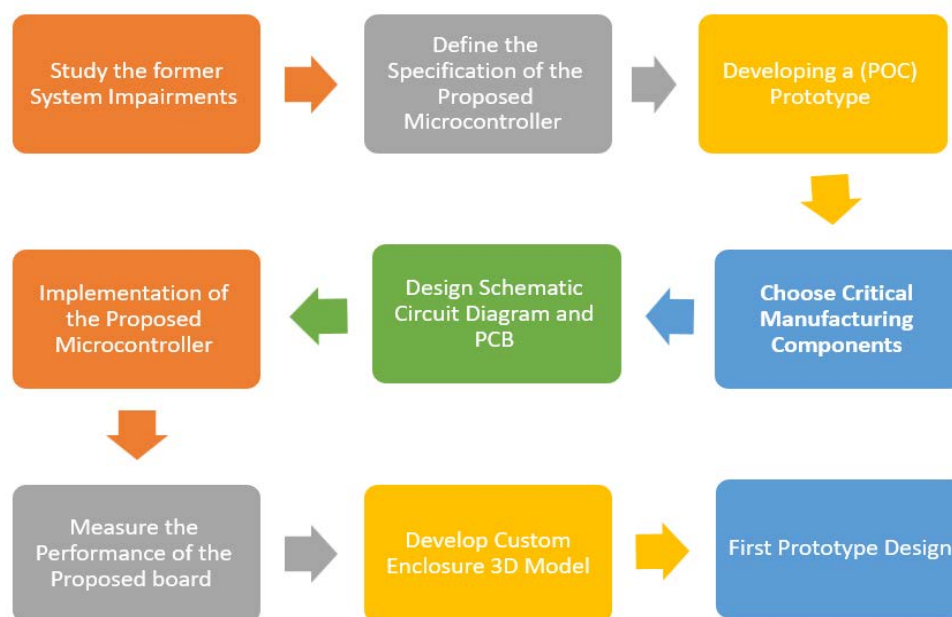 Study the former
System Impairments
Define the
Specification of the
Proposed
Microcontroller
Developing a (POC)
Prototype
Choose Critical
Manufacturing
Components
Design Schematic
Circuit Diagram and
PCB
Implementation of
the Proposed
Microcontroller
Measure the
Performance of the
Proposed board
Develop Custom
Enclosure 3D Model
First Prototype Design